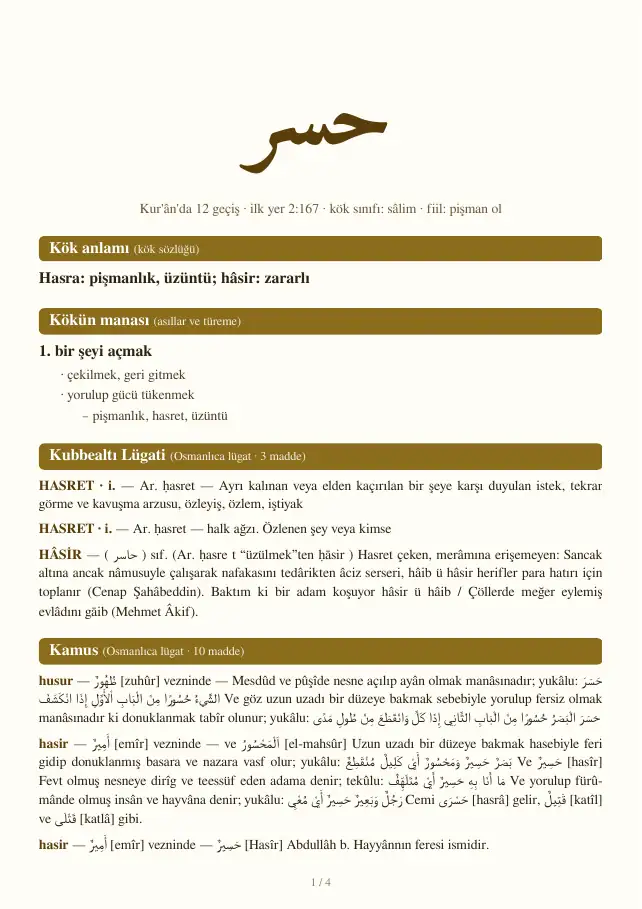 حسر
Kur'ân'da 12 geçiş · ilk yer 2:167 · kök sınıfı: sâlim · fiil: pişman ol
Kök anlamı (kök sözlüğü)
Hasra: pişmanlık, üzüntü; hâsir: zararlı
Kökün manası (asıllar ve türeme)
1. bir şeyi açmak
· çekilmek, geri gitmek
· yorulup gücü tükenmek
– pişmanlık, hasret, üzüntü
Kubbealtı Lügati (Osmanlıca lügat · 3 madde)
HASRET · i. — Ar. ḥasret — Ayrı kalınan veya elden kaçırılan bir şeye karşı duyulan istek, tekrar
görme ve kavuşma arzusu, özleyiş, özlem, iştiyak
HASRET · i. — Ar. ḥasret — halk ağzı. Özlenen şey veya kimse
HÂSİR — ( حاسر ) sıf. (Ar. ḥasre t “üzülmek”ten ḥāsir ) Hasret çeken, merâmına erişemeyen: Sancak
altına ancak nâmusuyle çalışarak nafakasını tedârikten âciz serseri, hâib ü hâsir herifler para hatırı için
toplanır (Cenap Şahâbeddin). Baktım ki bir adam koşuyor hâsir ü hâib / Çöllerde meğer eylemiş
evlâdını gāib (Mehmet Âkif).
Kamus (Osmanlıca lügat · 10 madde)
husur — ظُهُورٌ [zuhûr] vezninde — Mesdûd ve pûşîde nesne açılıp ayân olmak manâsınadır; yukâlu: حَسَرَ
الشَّيْءُ حُسُورًا مِنَ الْبَابِ الْأَوَّلِ إِذَا انْكَشَفَ Ve göz uzun uzadı bir düzeye bakmak sebebiyle yorulup fersiz olmak
manâsınadır ki donuklanmak tabîr olunur; yukâlu: حَسَرَ الْبَصَرُ حُسُورًا مِنَ الْبَابِ الثَّانِي إِذَا كَلَّ وَانْقَطَعَ مِنْ طُولِ مَدًى
hasir — أَمِيرٌ [emîr] vezninde — ve اَلْمَحْسُورُ [el-mahsûr] Uzun uzadı bir düzeye bakmak hasebiyle feri
gidip donuklanmış basara ve nazara vasf olur; yukâlu: بَصَرٌ حَسِيرٌ وَمَحْسُورٌ أَيْ كَلِيلٌ مُنْقَطِعٌ Ve حَسِيرٌ [hasîr]
Fevt olmuş nesneye dirîg ve teessüf eden adama denir; tekûlu: مَا أَنَا بِهِ حَسِيرٌ أَيْ مُتَلَهِّفٌ Ve yorulup fürû-
mânde olmuş insân ve hayvâna denir; yukâlu: رَجُلٌ وَبَعِيرٌ حَسِيرٌ أَيْ مُعْيٍ Cemi حَسْرَى [hasrâ] gelir, قَتِيلٌ [katîl]
ve قَتْلَى [katlâ] gibi.
hasir — أَمِيرٌ [emîr] vezninde — حَسِيرٌ [Hasîr] Abdullâh b. Hayyânnın feresi ismidir.
1 / 4